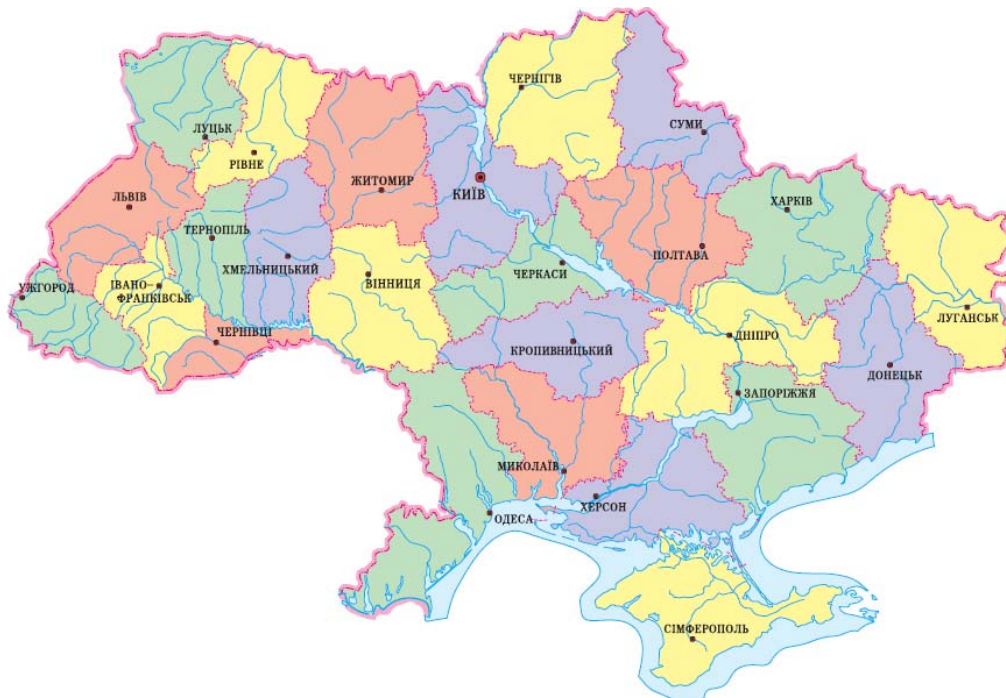 ЧЕРНІГІВ
СУМИ
ЛУЦЬК
РІВНЕ
ЖИТОМИР
КИЇВ
ЛЬВІВ
ТЕРНОПІЛЬ
ХМЕЛЬНИЦЬКИЙ
ХАРКІВ
ПОЛТАВА
ЧЕРКАСИ
ВІННИЦЯ
УЖГОРОД
ІВАНО-
ФРАНКІВСЬК
ЛУГАНСЬК
ЧЕРНІВЦІ
ДНІПРО
КРОПИВНИЦЬКИЙ
ДОНЕЦЬК
ЗАПОРІЖЖЯ
МИКОЛАЇВ
ХЕРСОН
ОДЕСА
СІМФЕРОПОЛЬ